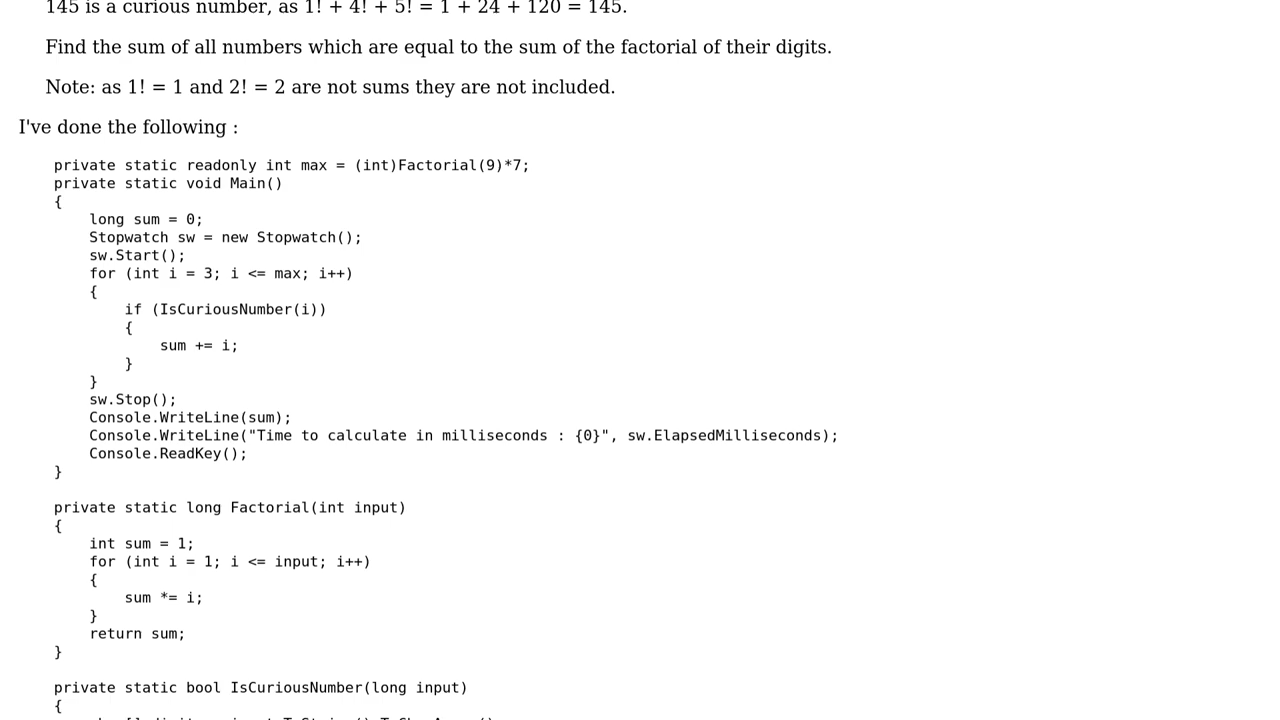 145 is a curious number, as 1! + 4! + 5! = 1 + 24 + 120 = 145.
Find the sum of all numbers which are equal to the sum of the factorial of their digits.
Note: as 1! = 1 and 2! = 2 are not sums they are not included.
I've done the following :
private static readonly int max = (int)Factorial(9)*7;
private static void Main()
{
    long sum = 0;
    Stopwatch sw = new Stopwatch();
    sw.Start();
    for (int i = 3; i <= max; i++)
    {
        if (IsCuriousNumber(i))
        {
            sum += i;
        }
    }
    sw.Stop();
    Console.WriteLine(sum);
    Console.WriteLine("Time to calculate in milliseconds : {0}", sw.ElapsedMilliseconds);
    Console.ReadKey();
}
private static long Factorial(int input)
{
    int sum = 1;
    for (int i = 1; i <= input; i++)
    {
        sum *= i;
    }
    return sum;
}
private static bool IsCuriousNumber(long input)
{